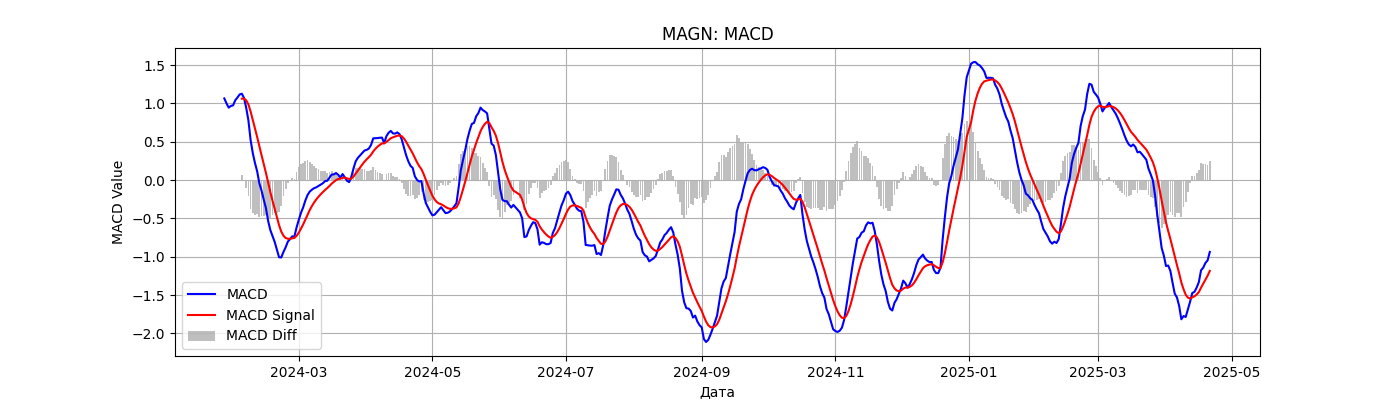 MAGN: MACD
MACD Value
1.5
1.0
0.5
0.0
−0.5
−1.0
−1.5
−2.0
MACD
MACD Signal
MACD Diff
2024-03 2024-05 2024-07 2024-09 2024-11 2025-01 2025-03 2025-05
Дата